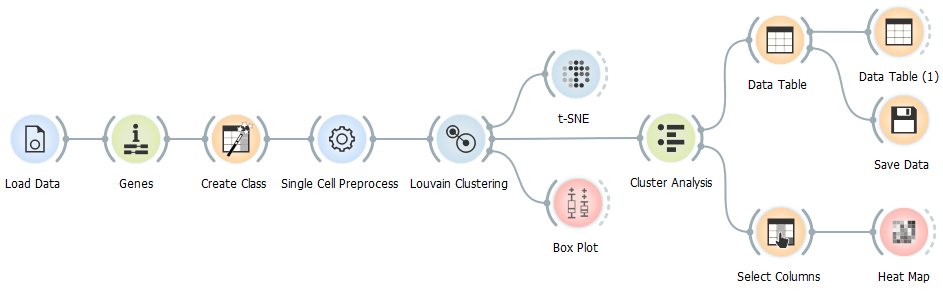 Load Data
Genes
Create Class
Single Cell Preprocess
Louvain Clustering
t-SNE
Box Plot
Cluster Analysis
Data Table
Data Table (1)
Save Data
Select Columns
Heat Map